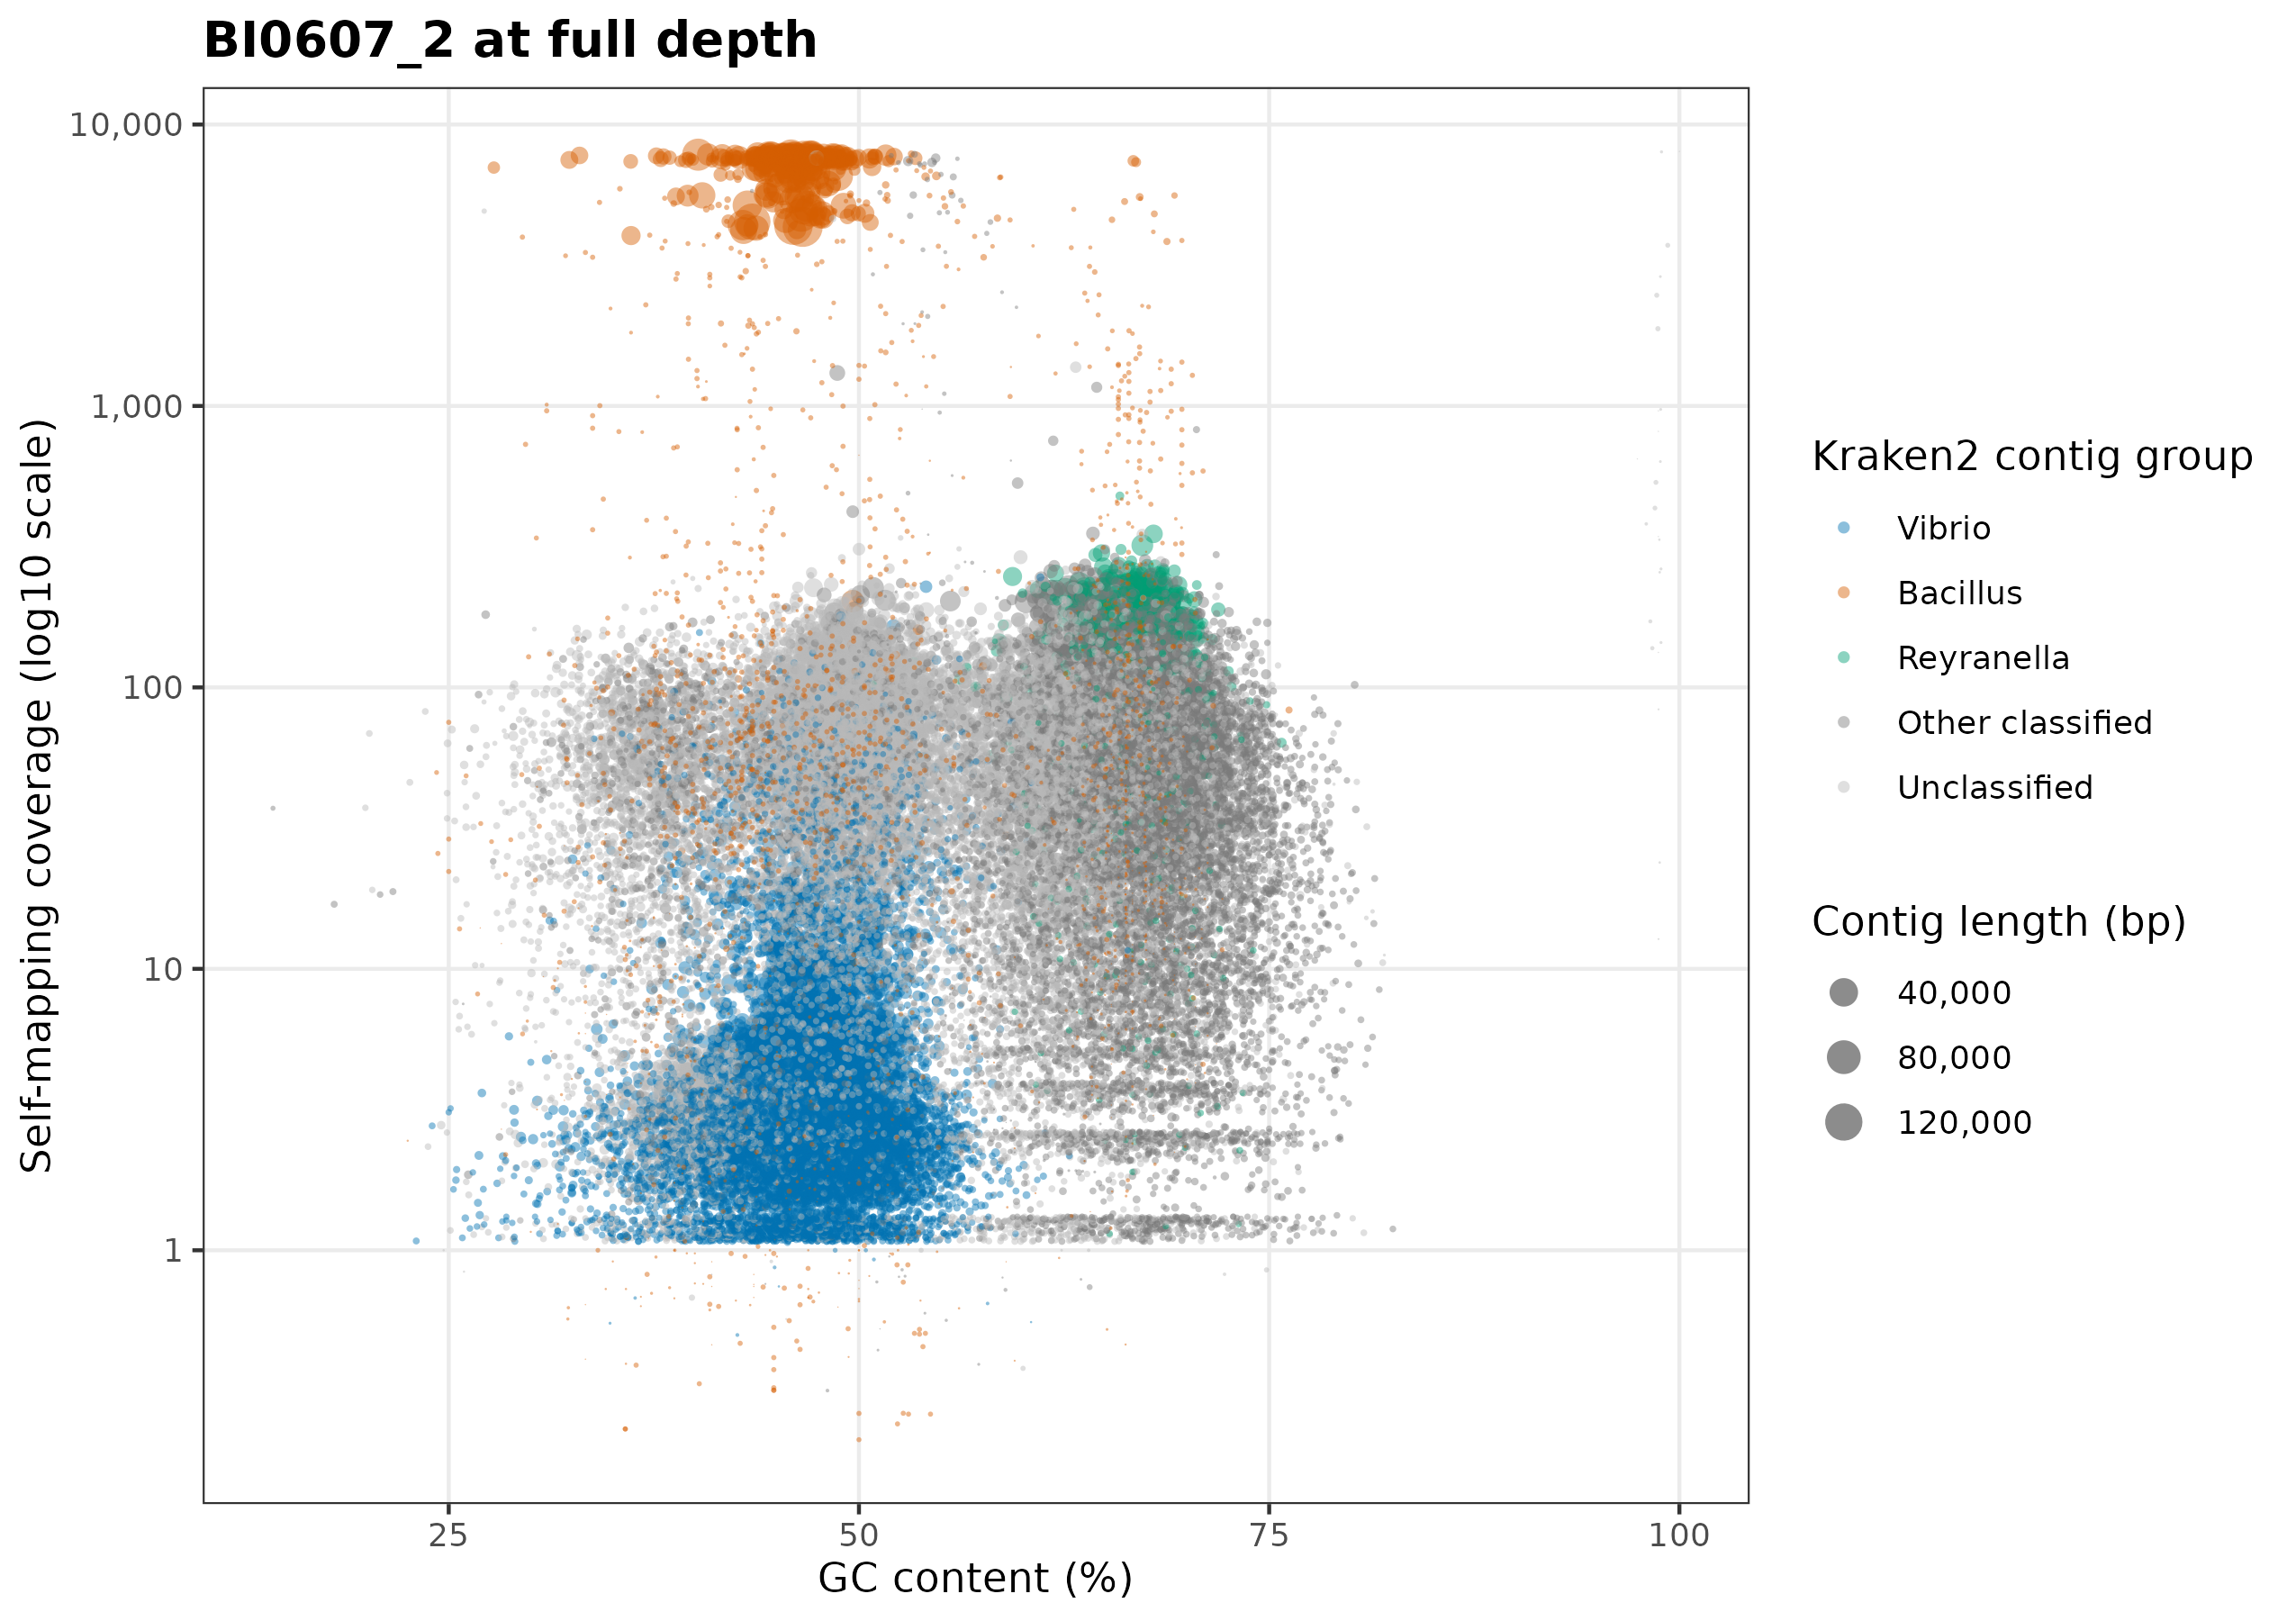 BI0607_2 at full depth
10,000
1,000
100
10
1
Self-mapping coverage (log10 scale)
25
50
75
100
GC content (%)
Kraken2 contig group
Vibrio
Bacillus
Reyranella
Other classified
Unclassified
Contig length (bp)
40,000
80,000
120,000